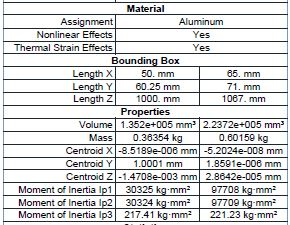 Material
Assignment Aluminum
Nonlinear Effects Yes
Thermal Strain Effects Yes
Bounding Box
Length X 50. mm 65. mm
Length Y 60.25 mm 71. mm
Length Z 1000. mm 1067. mm
Properties
Volume 1.352e+005 mm³ 2.2372e+005 mm³
Mass 0.36354 kg 0.60159 kg
Centroid X -8.5189e-006 mm -5.2024e-008 mm
Centroid Y 1.0001 mm 1.8591e-006 mm
Centroid Z -1.4708e-003 mm 2.8642e-005 mm
Moment of Inertia Ip1 30325 kg·mm² 97708 kg·mm²
Moment of Inertia Ip2 30324 kg·mm² 97709 kg·mm²
Moment of Inertia Ip3 217.41 kg·mm² 221.23 kg·mm²